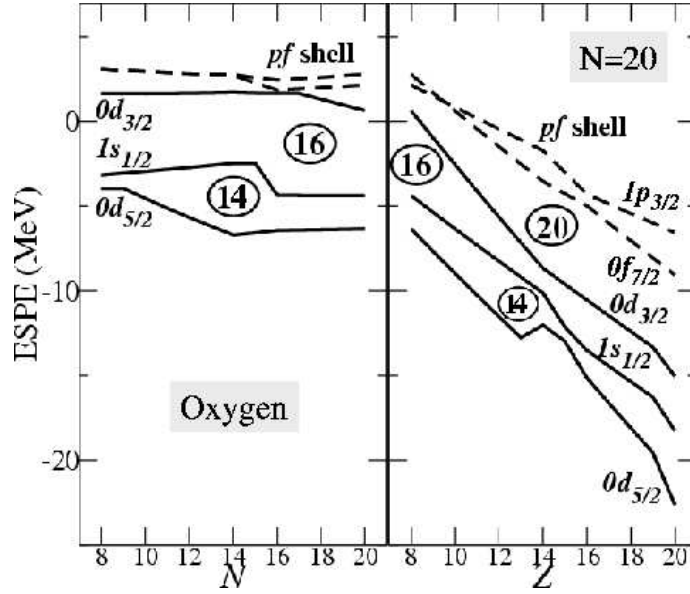 ESPE (MeV)
0
-10
-20
pf shell
0d3/2
16
1s1/2
14
0d5/2
Oxygen
8 10 12 14 16 18 20
N
N=20
pf shell
16
1p3/2
20
0f7/2
14
0d3/2
1s1/2
0d5/2
8 10 12 14 16 18 20
Z